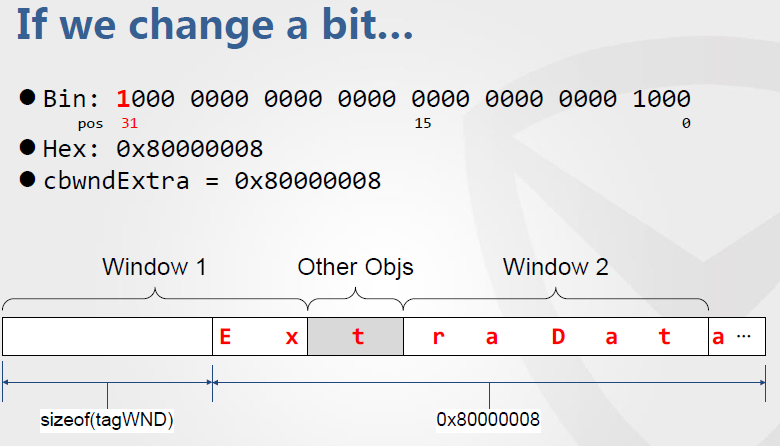 If we change a bit...
● Bin: 1000 0000 0000 0000 0000 0000 0000 1000
pos 31 15 0
● Hex: 0x80000008
● cbwndExtra = 0x80000008
Window 1 Other Objs Window 2
E x t r a D a t a ...
sizeof(tagWND) 0x80000008